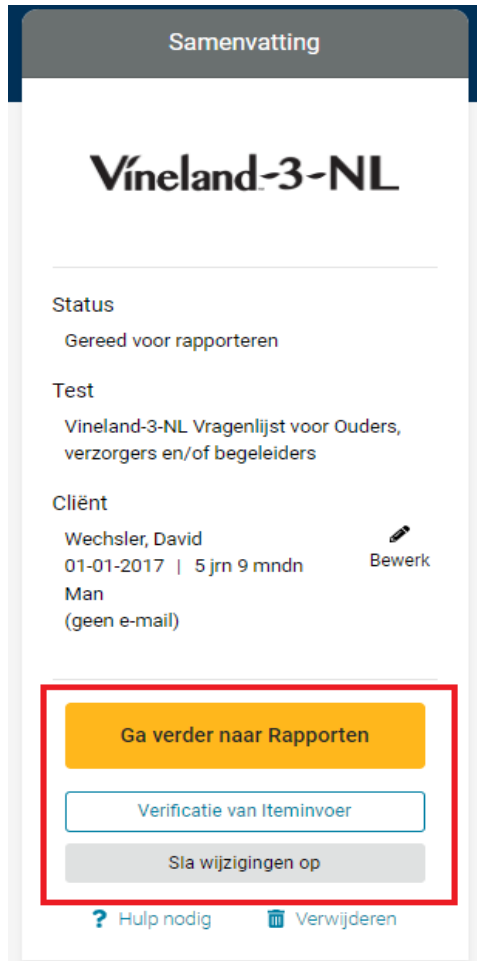 Samenvatting
Vineland-3-NL
Status
Gereed voor rapporteren
Test
Vineland-3-NL Vragenlijst voor Ouders,
verzorgers en/of begeleiders
Cliënt
Wechsler, David
01-01-2017 | 5 jrn 9 mndn
Man
(geen e-mail)
Bewerk
Ga verder naar Rapporten
Verificatie van Iteminvoer
Sla wijzigingen op
? Hulp nodig
Verwijderen